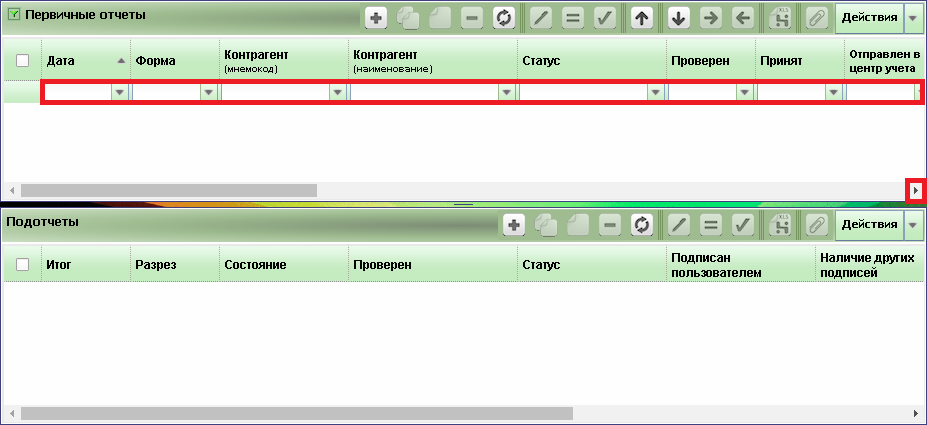 Первичные отчеты
XLS
Действия
Дата
Форма
Контрагент
(мнемокод)
Контрагент
(наименование)
Статус
Проверен
Принят
Отправлен в
центр учета
Подотчеты
XLS
Действия
Итог
Разрез
Состояние
Проверен
Статус
Подписан
пользователем
Наличие других
подписей